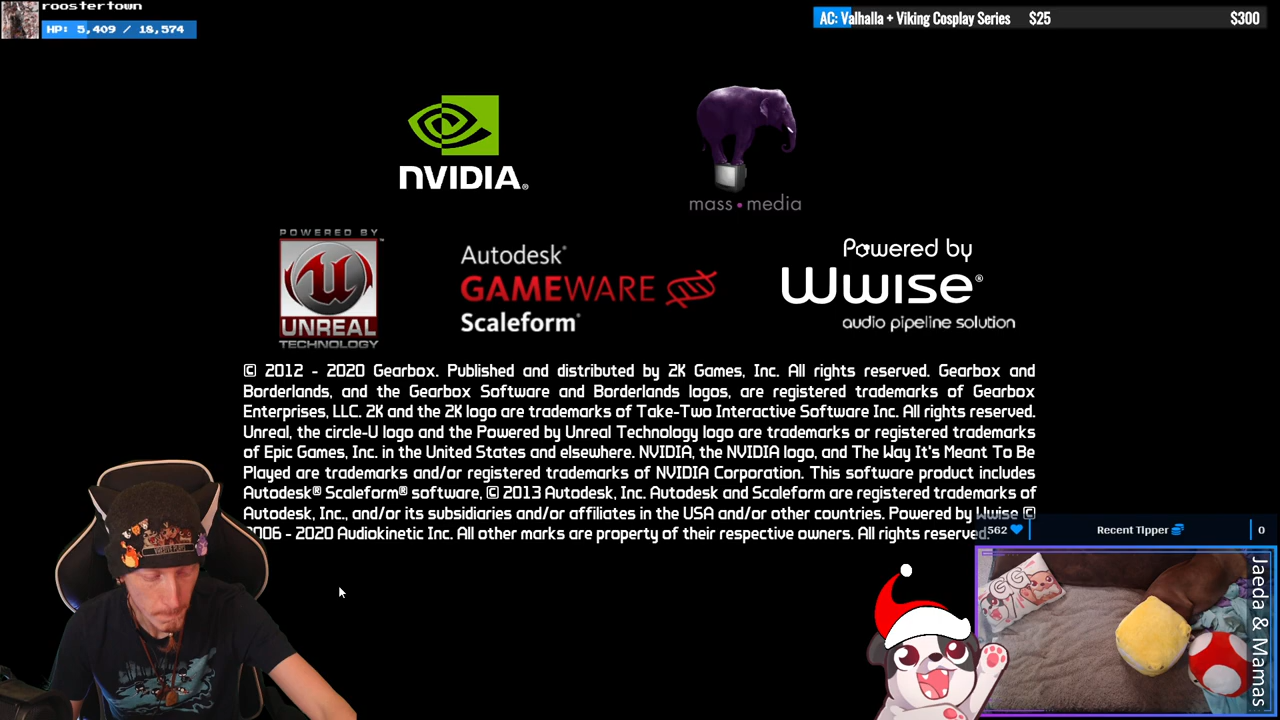 roostertown
HP: 5,409 / 18,574
AC: Valhalla + Viking Cosplay Series $25 $300
NVIDIA®
mass•media
POWERED BY
UNREAL
TECHNOLOGY™
Autodesk®
GAMEWARE
Scaleform®
Powered by
Wwise®
audio pipeline solution
© 2012 - 2020 Gearbox. Published and distributed by 2K Games, Inc. All rights reserved. Gearbox and
Borderlands, and the Gearbox Software and Borderlands logos, are registered trademarks of Gearbox
Enterprises, LLC. 2K and the 2K logo are trademarks of Take-Two Interactive Software Inc. All rights reserved.
Unreal, the circle-U logo and the Powered by Unreal Technology logo are trademarks or registered trademarks
of Epic Games, Inc. in the United States and elsewhere. NVIDIA, the NVIDIA logo, and The Way It's Meant To Be
Played are trademarks and/or registered trademarks of NVIDIA Corporation. This software product includes
Autodesk® Scaleform® software, © 2013 Autodesk, Inc. Autodesk and Scaleform are registered trademarks of
Autodesk, Inc., and/or its subsidiaries and/or affiliates in the USA and/or other countries. Powered by Wwise ©
2006 - 2020 Audiokinetic Inc. All other marks are property of their respective owners. All rights reserved.
562
Recent Tipper
0
GG
Jaeda & Mamas